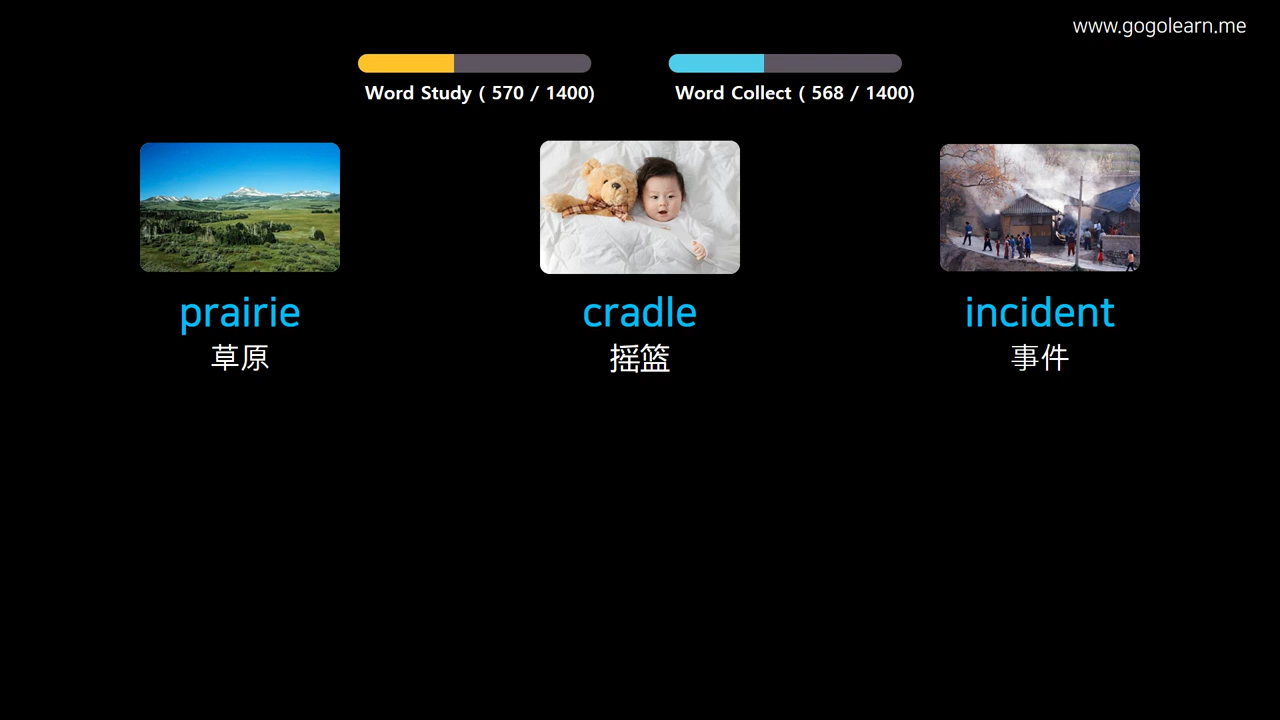 www.gogolearn.me
Word Study ( 570 / 1400)
Word Collect ( 568 / 1400)
prairie
草原
cradle
摇篮
incident
事件